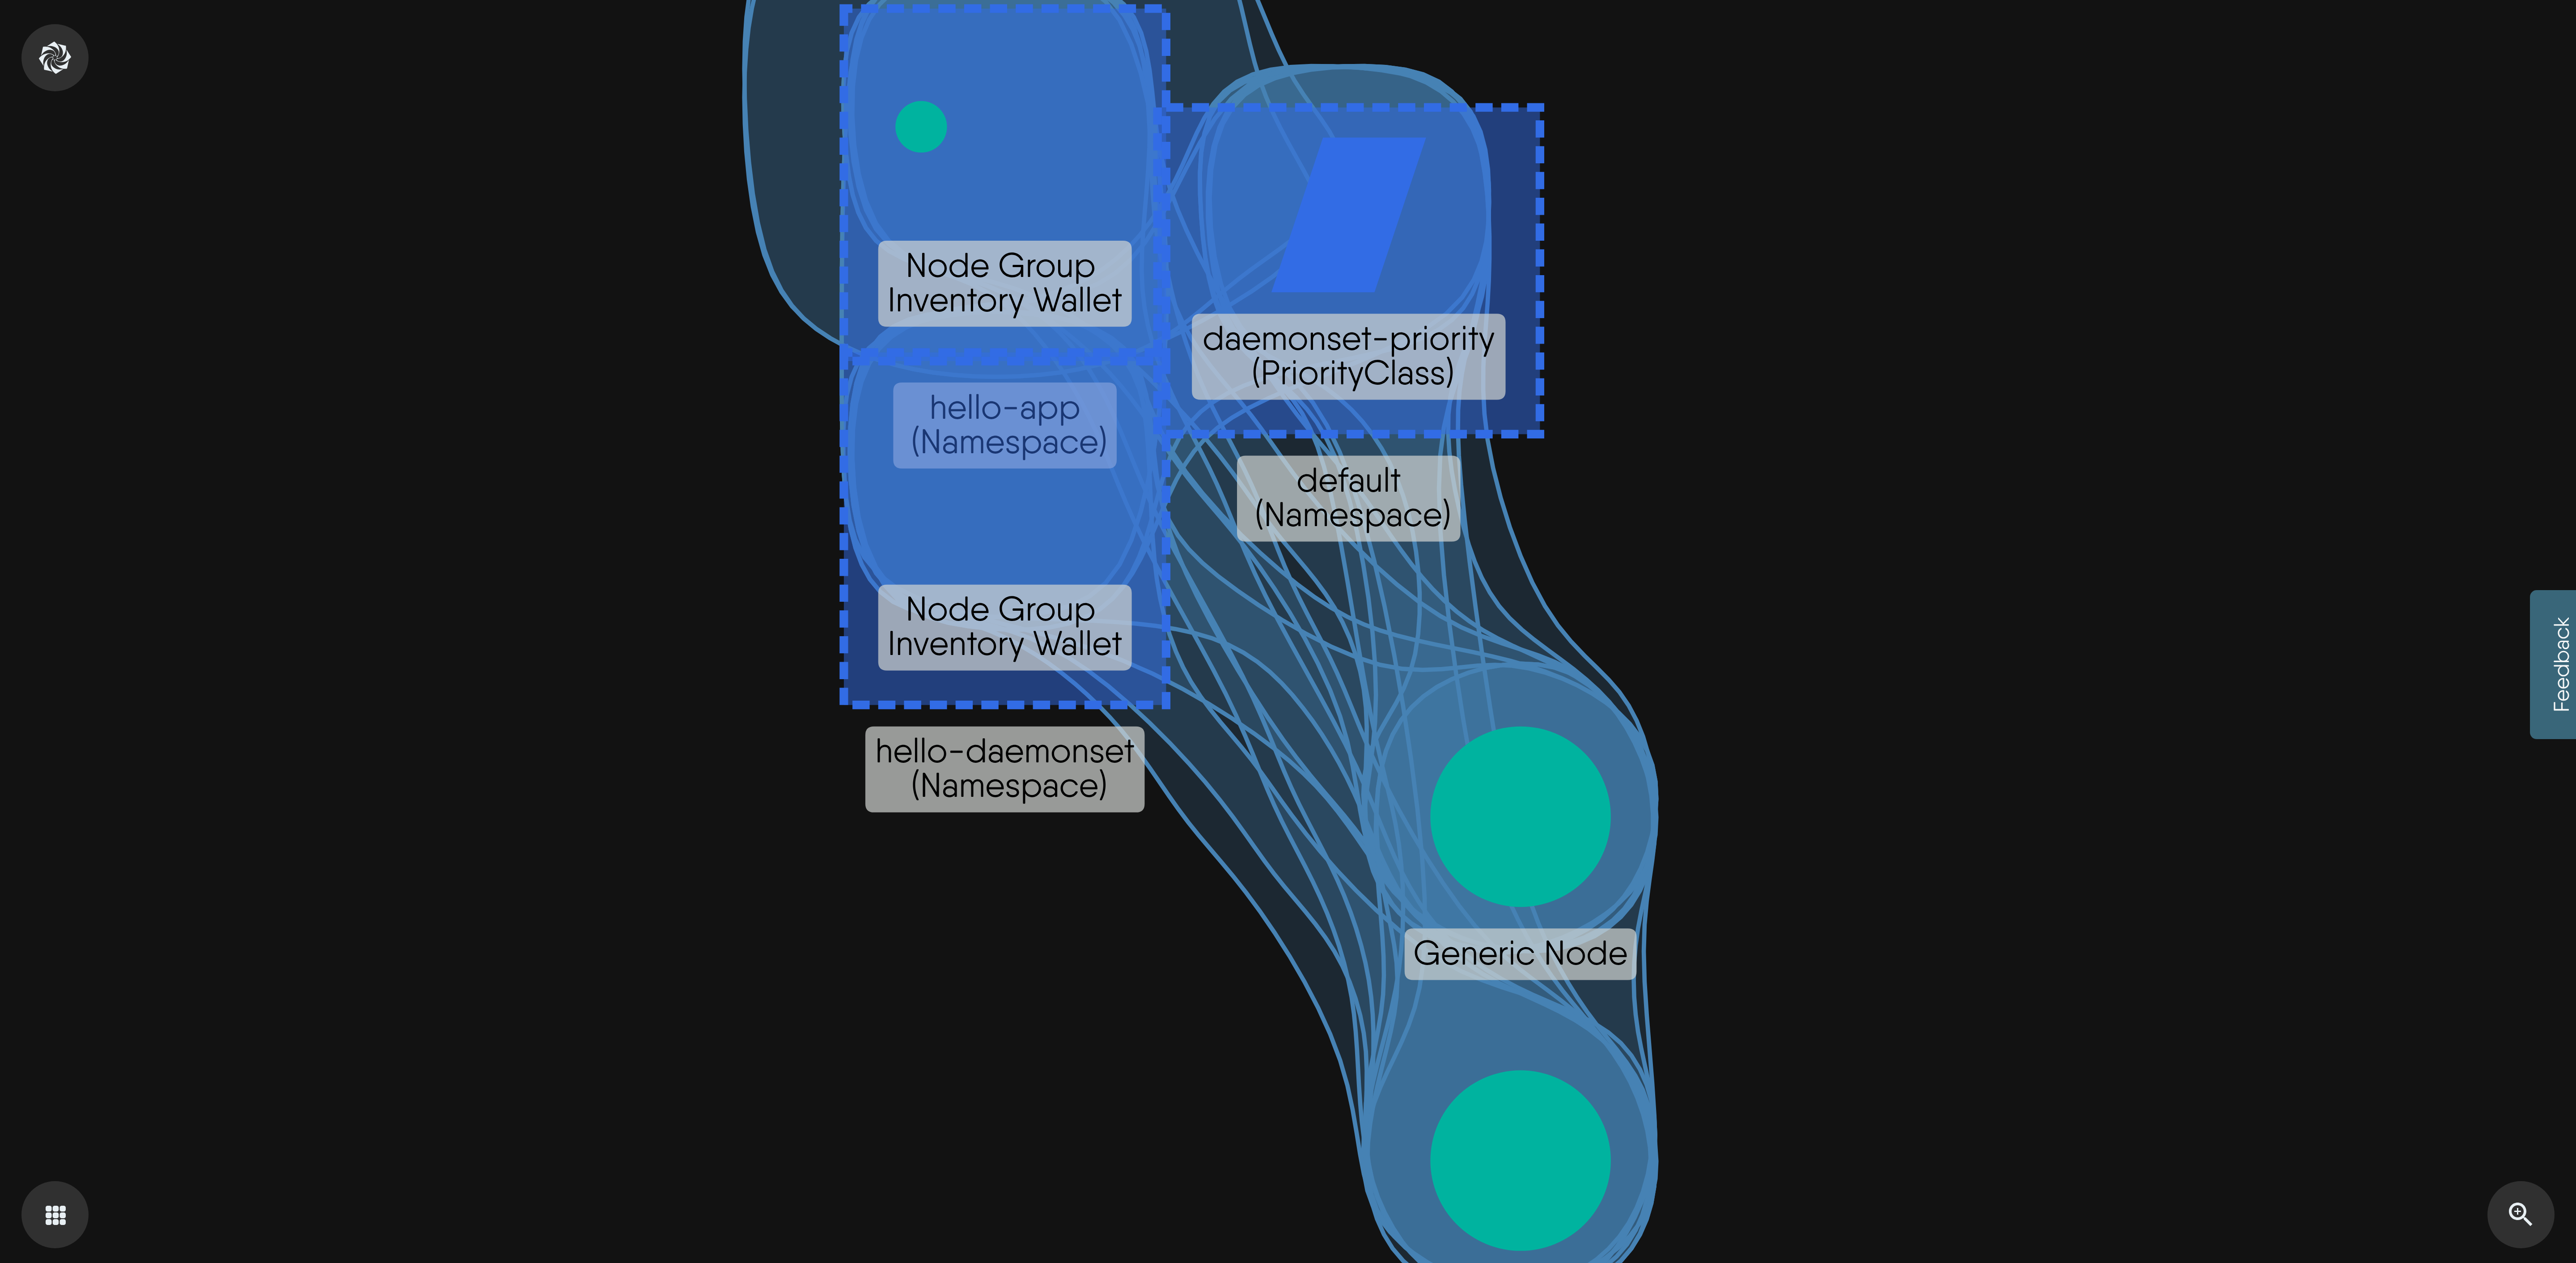 Node Group
Inventory Wallet
daemonset-priority
(PriorityClass)
hello-app
(Namespace)
default
(Namespace)
Node Group
Inventory Wallet
hello-daemonset
(Namespace)
Generic Node
Feedback